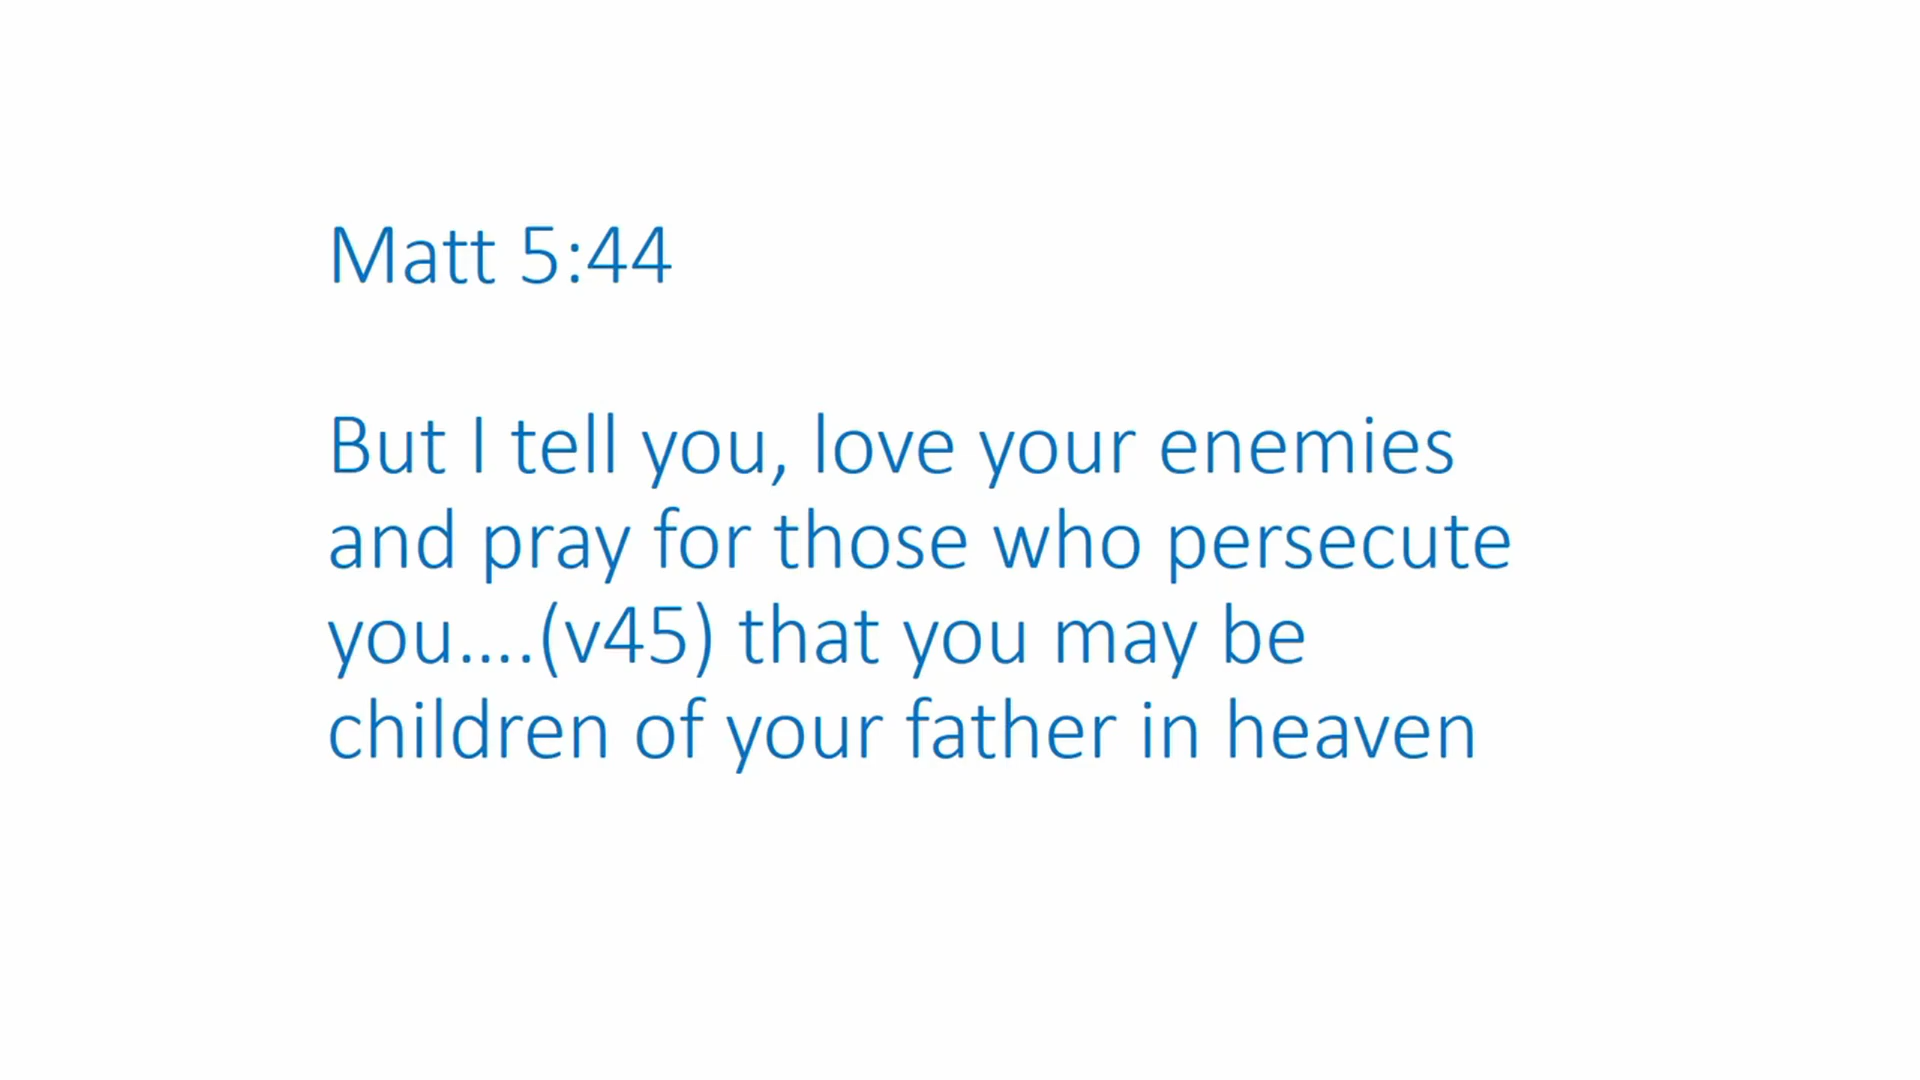 Matt 5:44
But I tell you, love your enemies
and pray for those who persecute
you....(v45) that you may be
children of your father in heaven